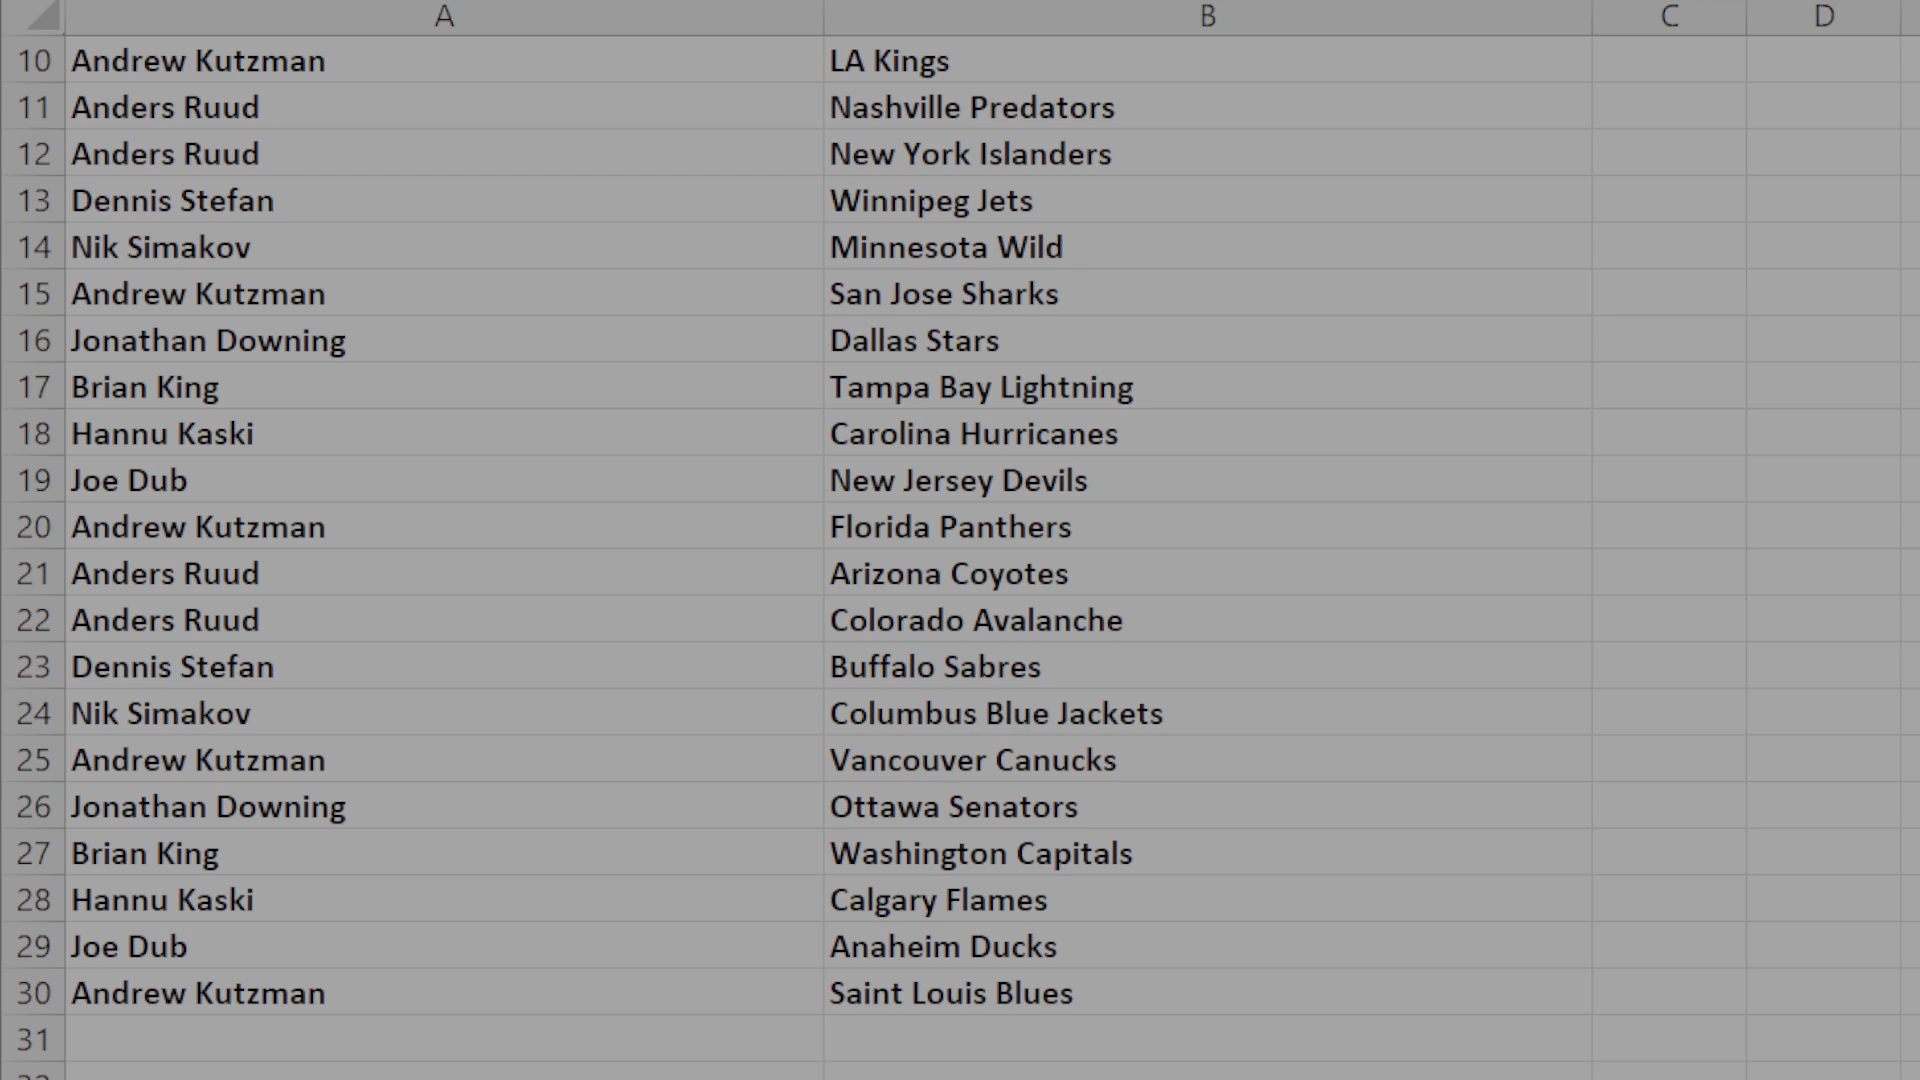 A B C D
10 Andrew Kutzman LA Kings
11 Anders Ruud Nashville Predators
12 Anders Ruud New York Islanders
13 Dennis Stefan Winnipeg Jets
14 Nik Simakov Minnesota Wild
15 Andrew Kutzman San Jose Sharks
16 Jonathan Downing Dallas Stars
17 Brian King Tampa Bay Lightning
18 Hannu Kaski Carolina Hurricanes
19 Joe Dub New Jersey Devils
20 Andrew Kutzman Florida Panthers
21 Anders Ruud Arizona Coyotes
22 Anders Ruud Colorado Avalanche
23 Dennis Stefan Buffalo Sabres
24 Nik Simakov Columbus Blue Jackets
25 Andrew Kutzman Vancouver Canucks
26 Jonathan Downing Ottawa Senators
27 Brian King Washington Capitals
28 Hannu Kaski Calgary Flames
29 Joe Dub Anaheim Ducks
30 Andrew Kutzman Saint Louis Blues
31